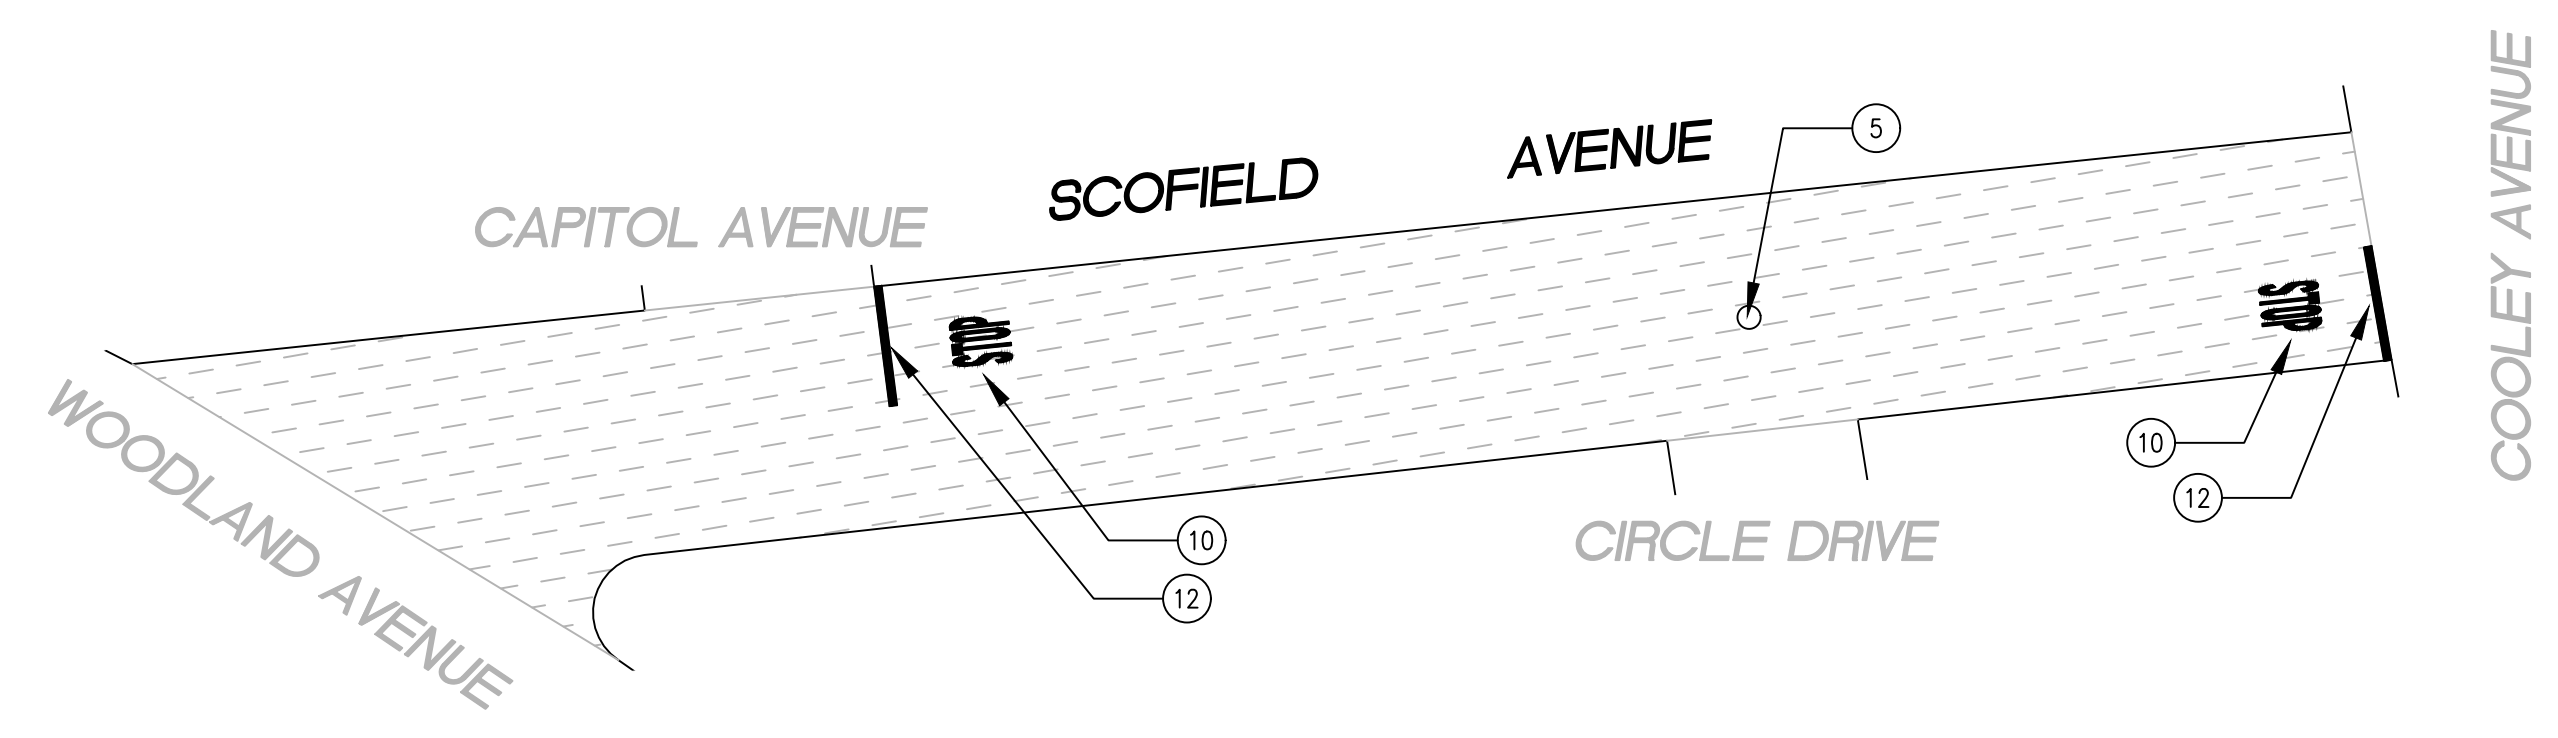 COOLEY AVENUE
SCOFIELD AVENUE
5
CAPITOL AVENUE
STOP
STOP
WOODLAND AVENUE
10
12
10
12
CIRCLE DRIVE